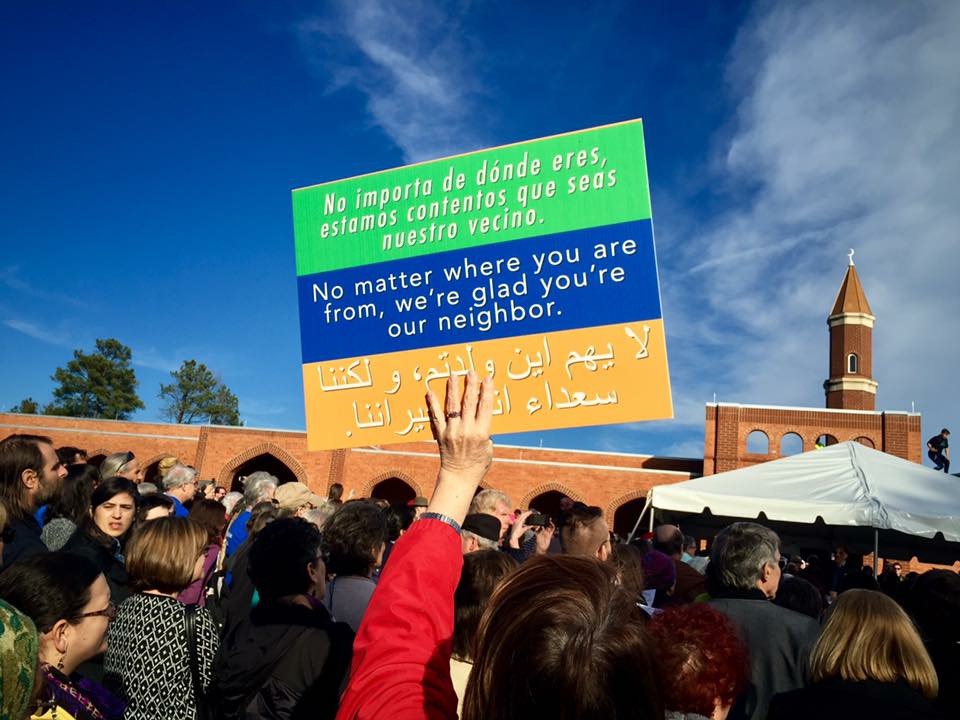 No importa de dónde eres,
estamos contentos que seas
nuestro vecino.
No matter where you are
from, we're glad you're
our neighbor.
لا يهم اين ولدتم، و لكننا
سعداء